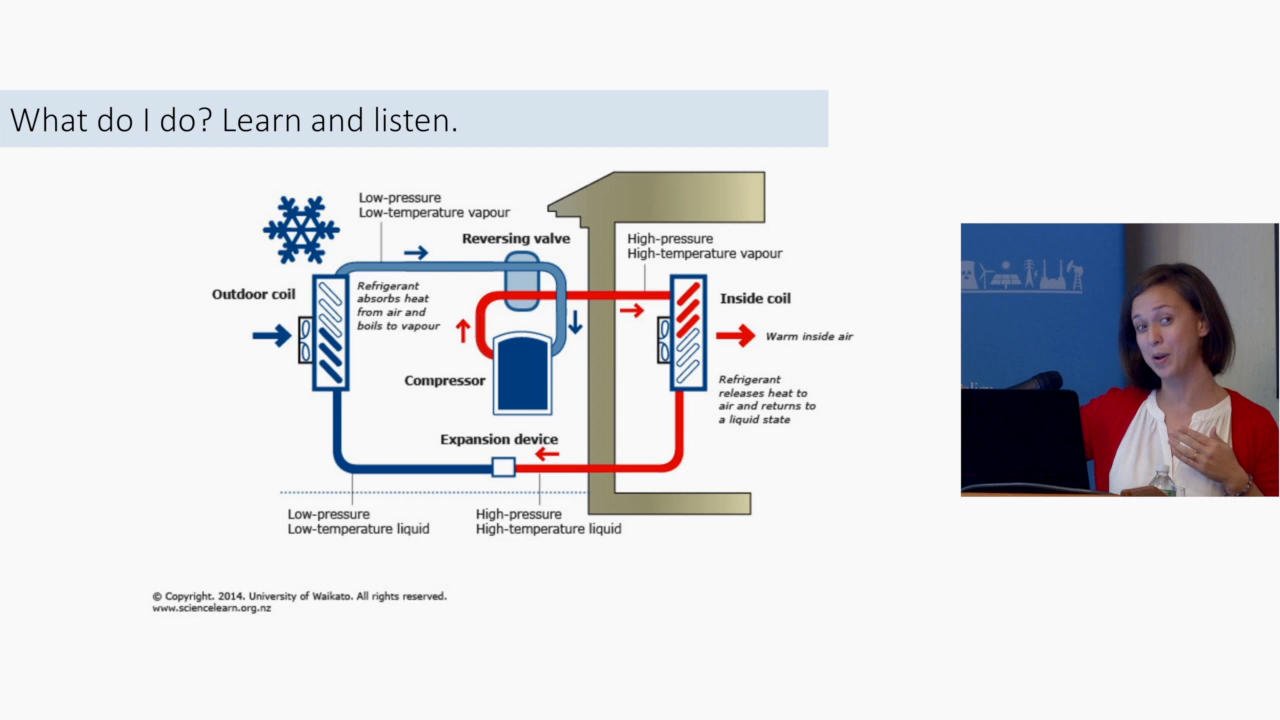 What do I do? Learn and listen.
Low-pressure
Low-temperature vapour
Reversing valve
High-pressure
High-temperature vapour
Outdoor coil
Refrigerant
absorbs heat
from air and
boils to vapour
Inside coil
Warm inside air
Compressor
Refrigerant
releases heat to
air and returns to
a liquid state
Expansion device
Low-pressure
Low-temperature liquid
High-pressure
High-temperature liquid
© Copyright. 2014. University of Waikato. All rights reserved.
www.sciencelearn.org.nz